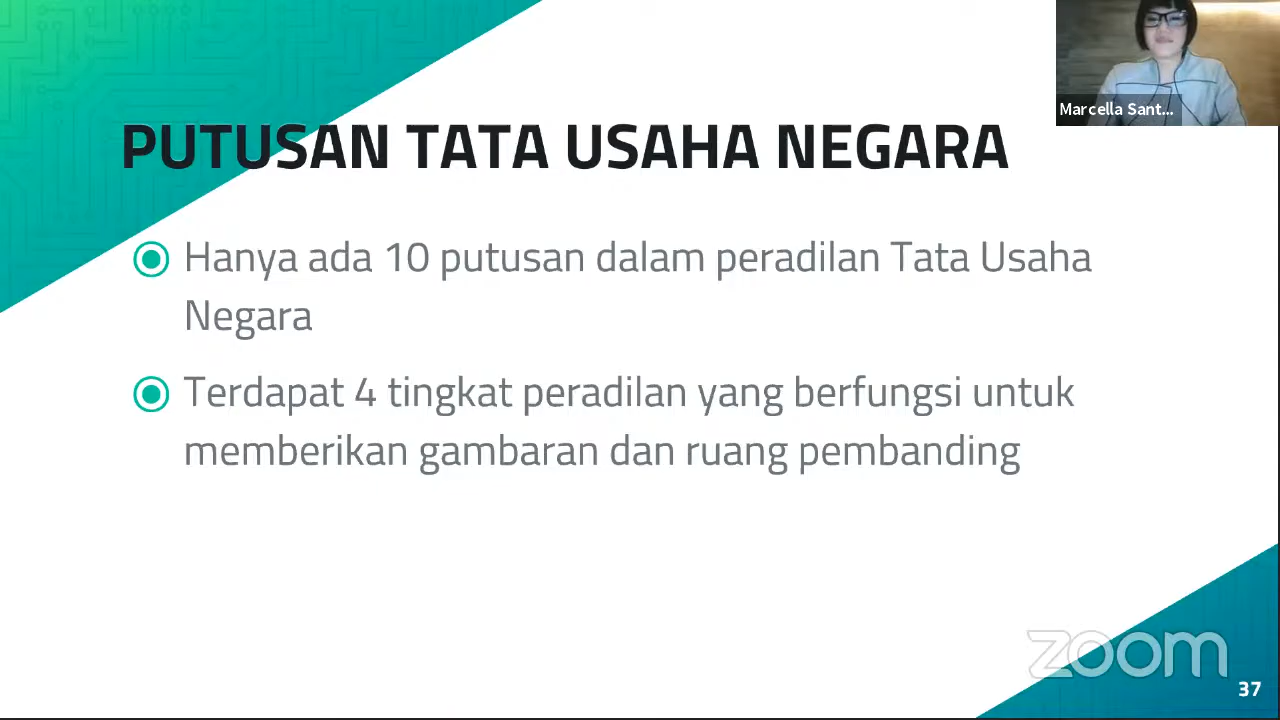 Marcella Sant...
PUTUSAN TATA USAHA NEGARA
Hanya ada 10 putusan dalam peradilan Tata Usaha
Negara
Terdapat 4 tingkat peradilan yang berfungsi untuk
memberikan gambaran dan ruang pembanding
zoom
37